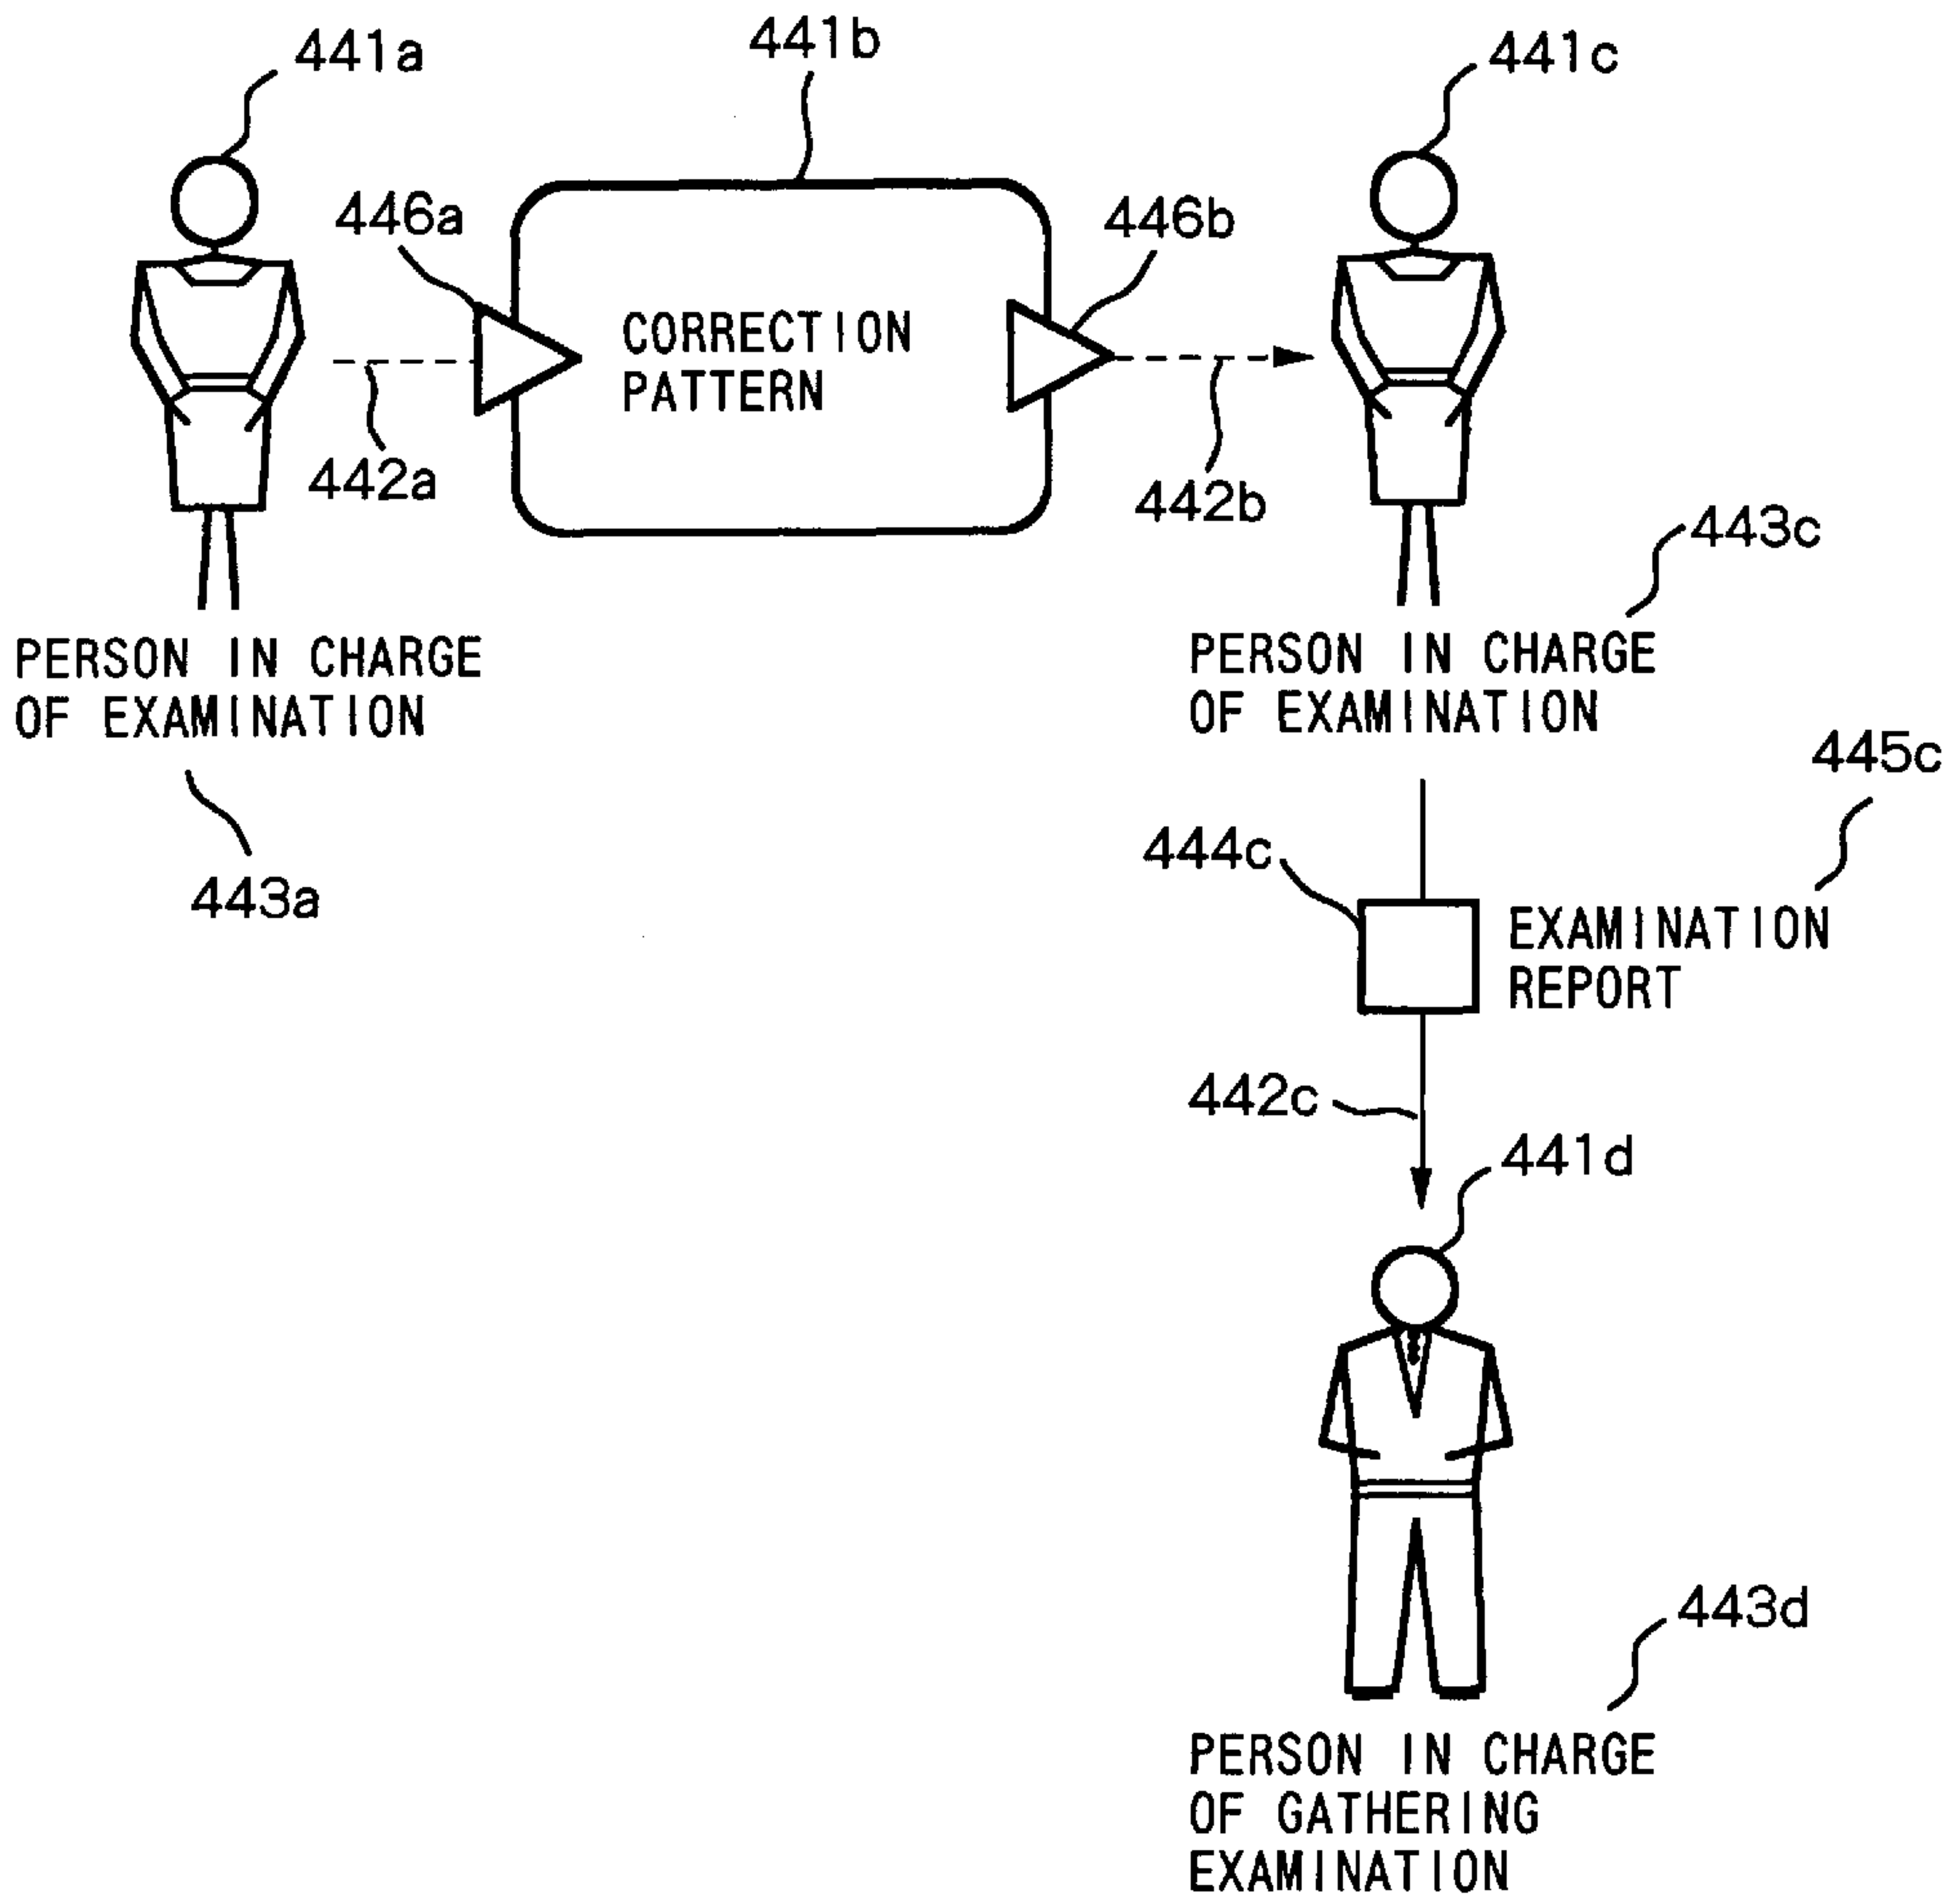 441a
441b
441c
446a
446b
CORRECTION
PATTERN
442a
442b
443c
PERSON IN CHARGE
OF EXAMINATION
PERSON IN CHARGE
OF EXAMINATION
445c
444c
443a
EXAMINATION
REPORT
442c
441d
443d
PERSON IN CHARGE
OF GATHERING
EXAMINATION